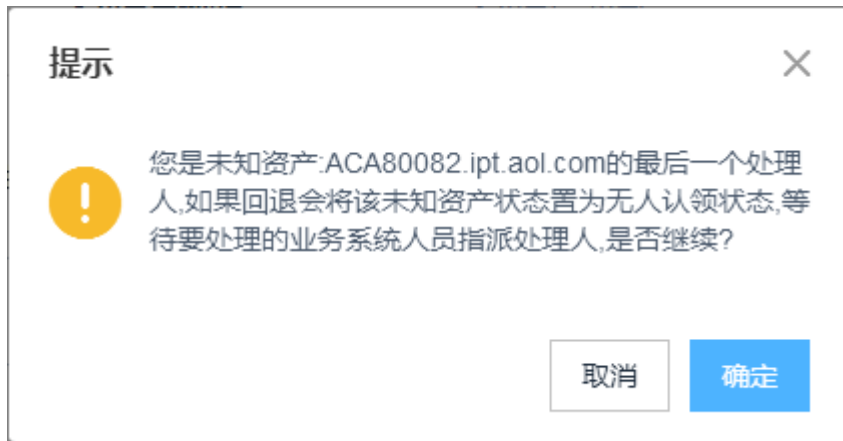 提示
您是未知资产:ACA80082.ipt.aol.com的最后一个处理
人,如果回退会将该未知资产状态置为无人认领状态,等
待要处理的业务系统人员指派处理人,是否继续?
取消
确定